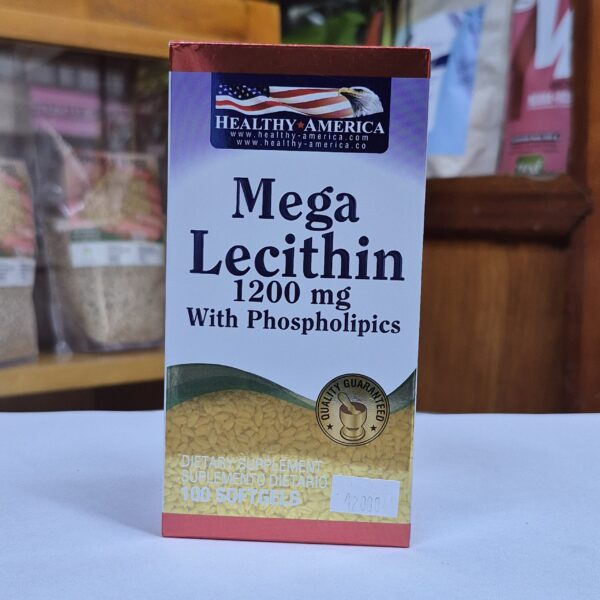 HEALTHY★AMERICA
www.healthy-america.com
www.healthy-america.co
Mega
Lecithin
1200 mg
With Phospholipics
QUALITY GUARANTEED
DIETARY SUPPLEMENT
SUPLEMENTO DIETARIO
100 SOFTGELS
42000